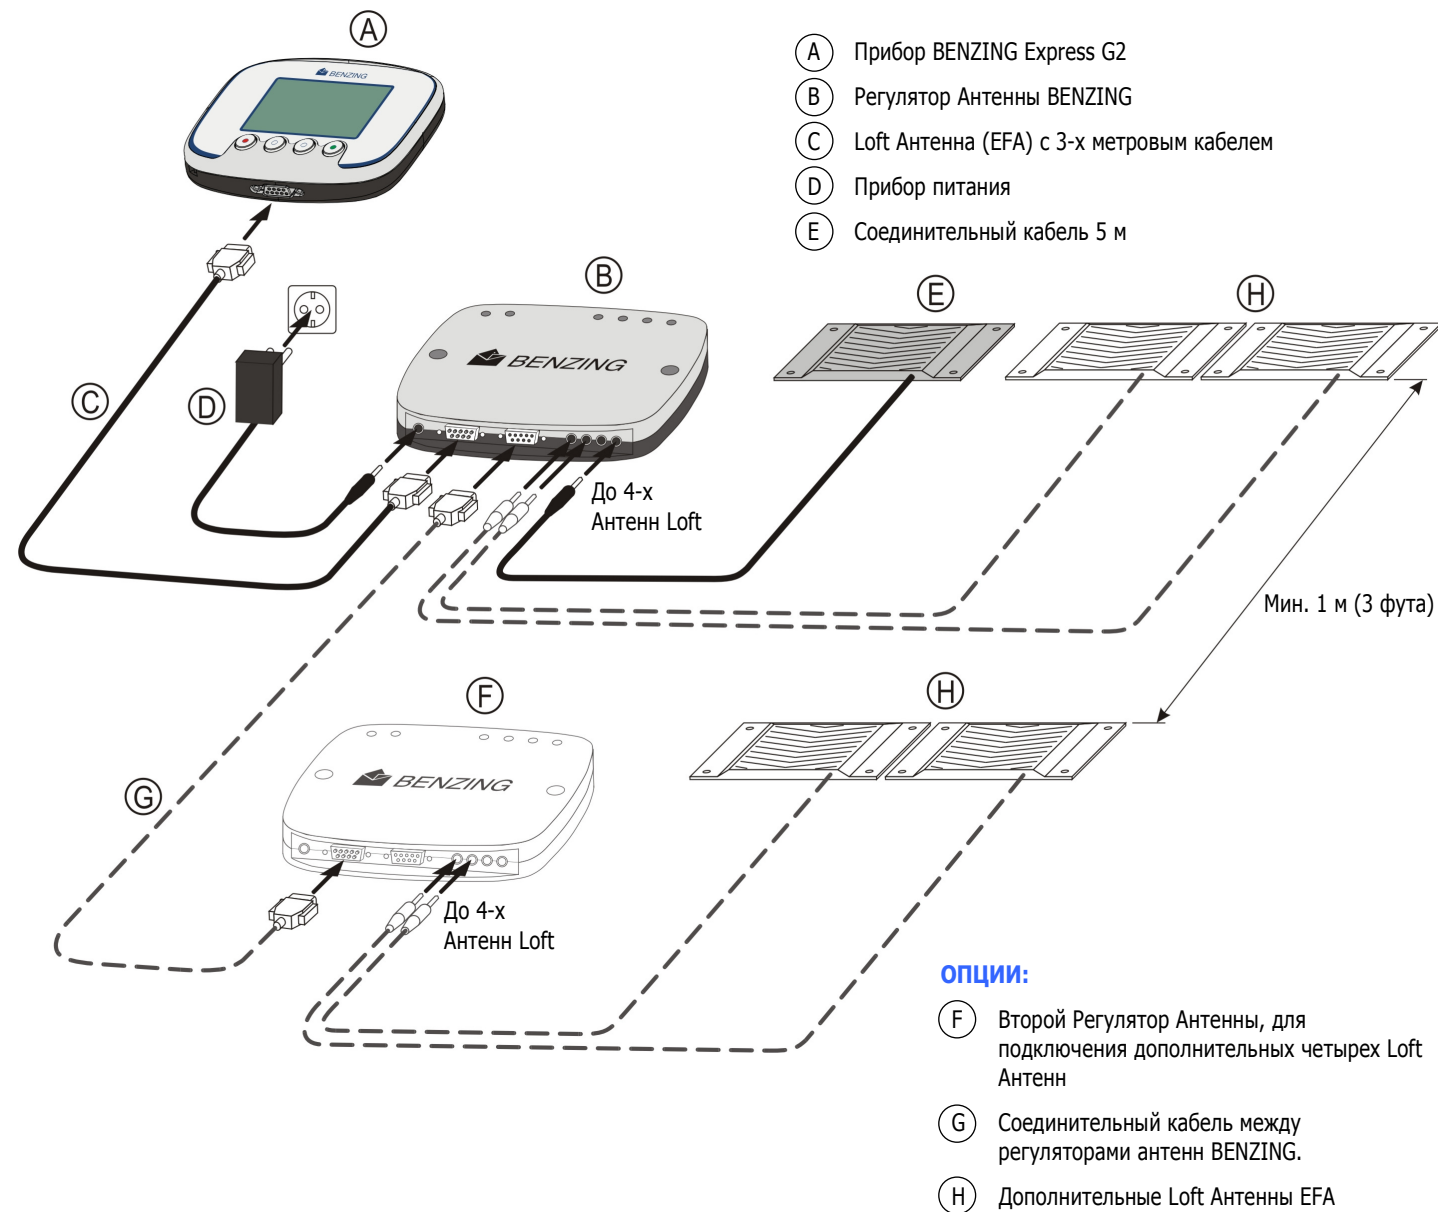 A
BENZING
A Прибор BENZING Express G2
B Регулятор Антенны BENZING
C Loft Антенна (EFA) с 3-х метровым кабелем
D Прибор питания
E Соединительный кабель 5 м
B
E
H
BENZING
C
D
До 4-х
Антенн Loft
Мин. 1 м (3 фута)
F
H
BENZING
G
До 4-х
Антенн Loft
ОПЦИИ:
F Второй Регулятор Антенны, для
подключения дополнительных четырех Loft
Антенн
G Соединительный кабель между
регуляторами антенн BENZING.
H Дополнительные Loft Антенны EFA